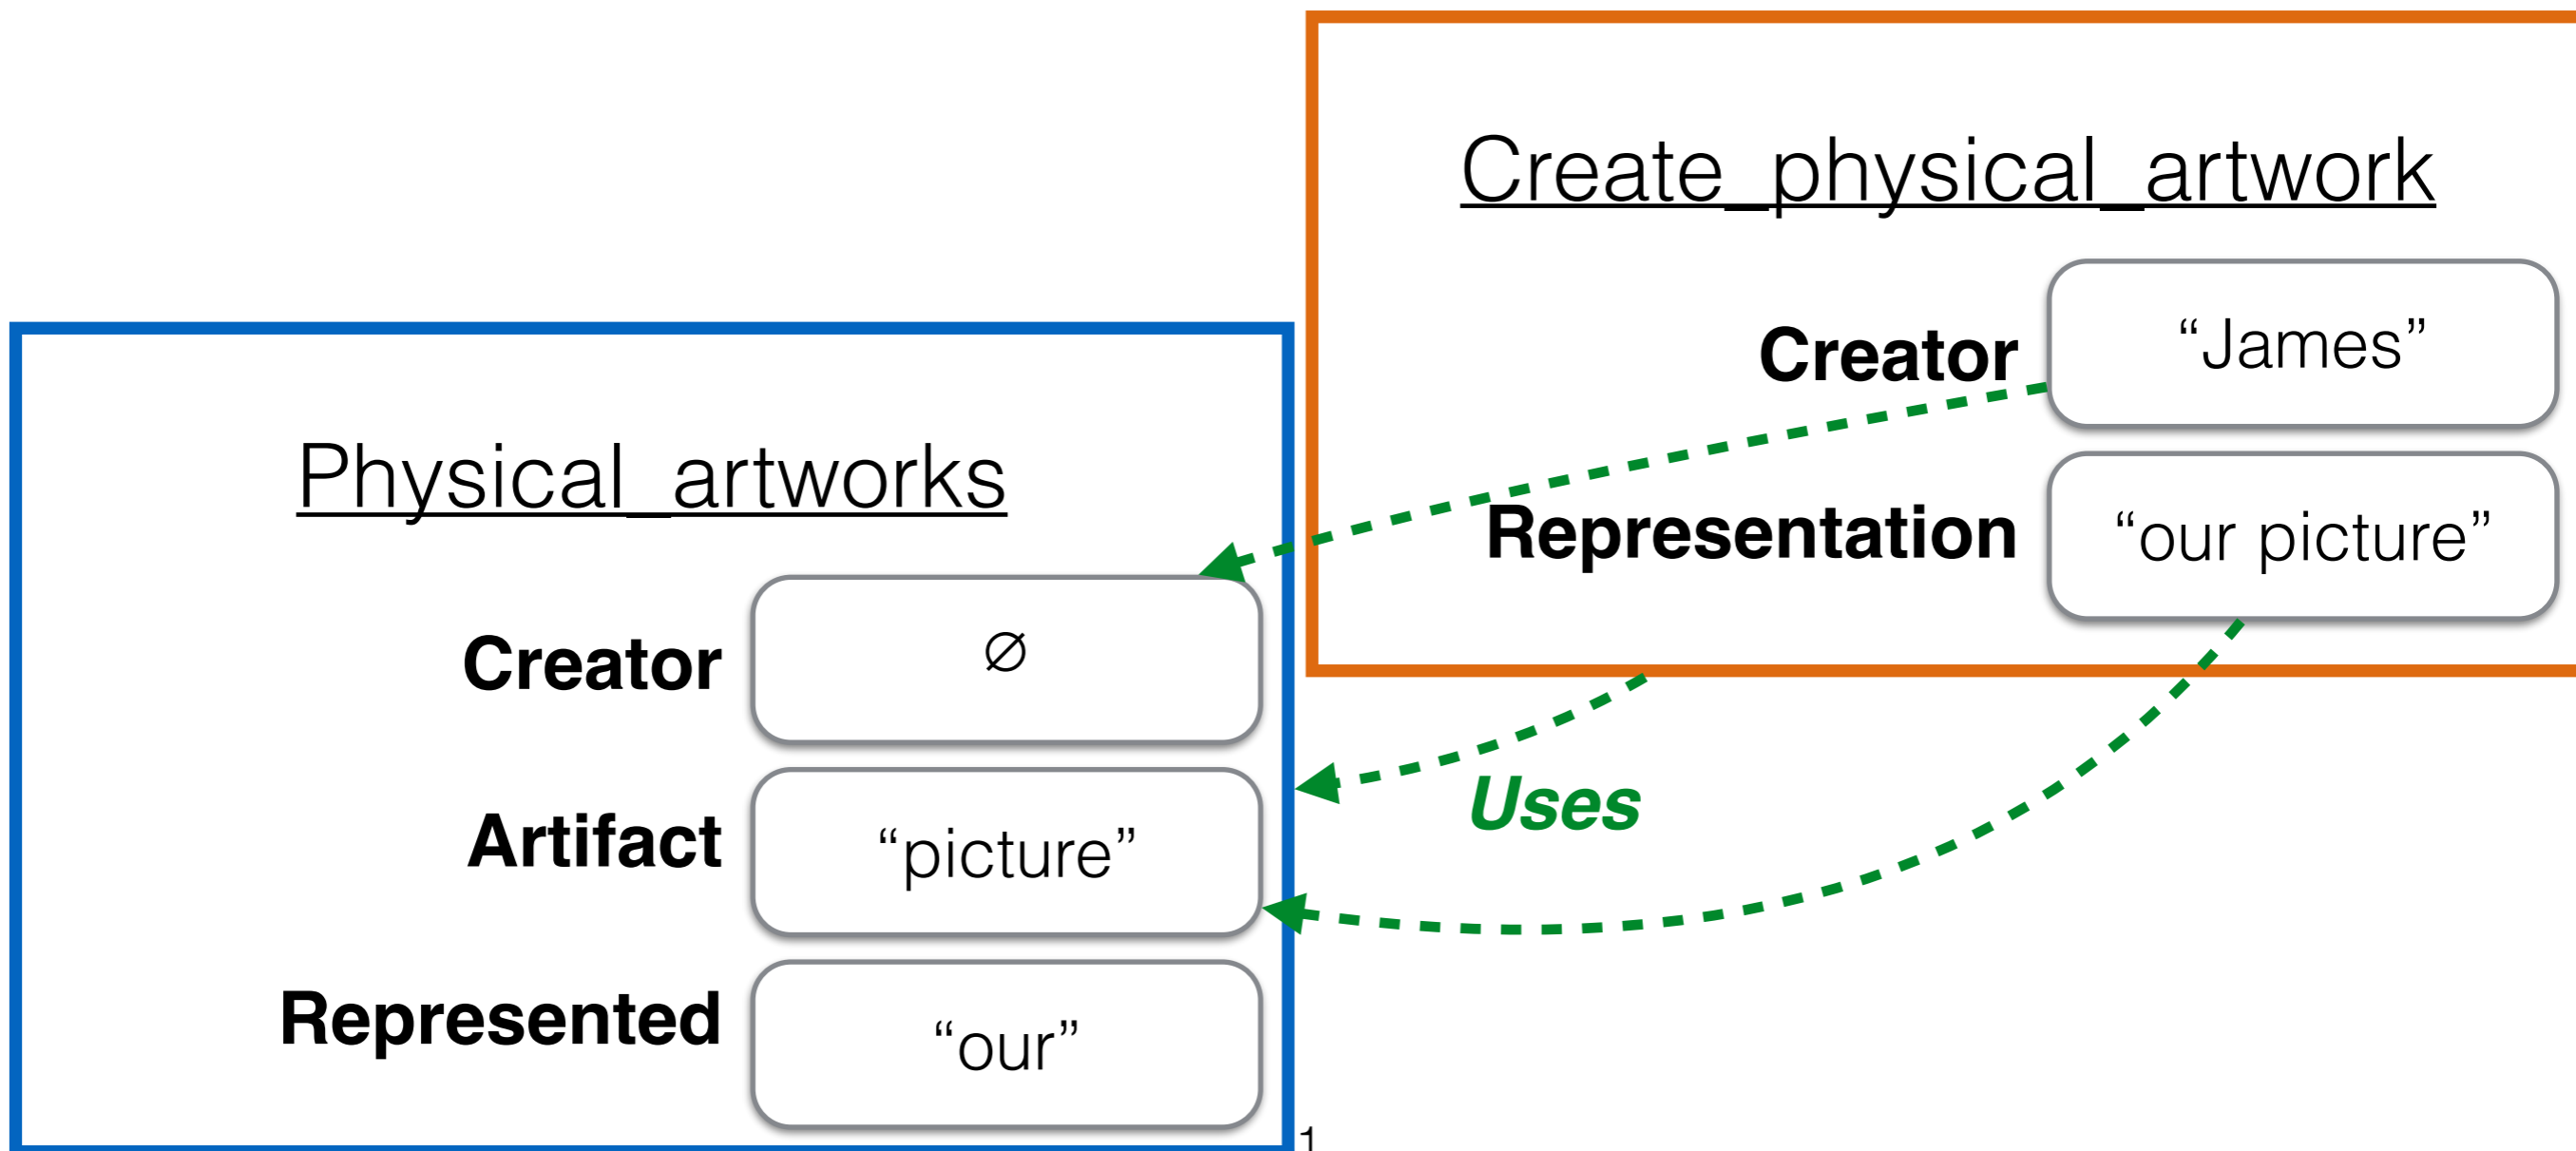 Create_physical_artwork
Creator “James”
Representation “our picture”
Physical_artworks
Creator ∅
Artifact “picture”
Represented “our”
Uses
1